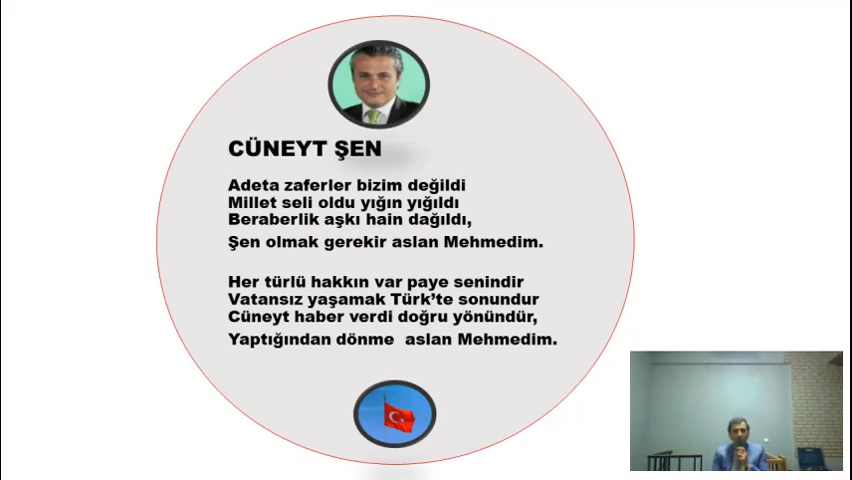 CÜNEYT ŞEN
Adeta zaferler bizim değildi
Millet seli oldu yığın yığıldı
Beraberlik aşkı hain dağıldı,
Şen olmak gerekir aslan Mehmedim.
Her türlü hakkın var paye senindir
Vatansız yaşamak Türk’te sonundur
Cüneyt haber verdi doğru yönündür,
Yaptığından dönme  aslan Mehmedim.